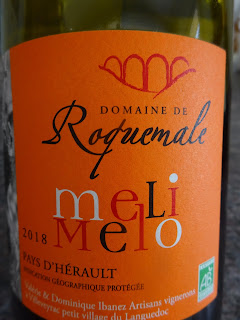 DOMAINE DE
Roquemale
meLi
2018 MeLo
PAYS D'HÉRAULT
INDICATION GÉOGRAPHIQUE PROTÉGÉE
Valérie & Dominique Ibanez Artisans vignerons
à Villeveyrac petit village du Languedoc